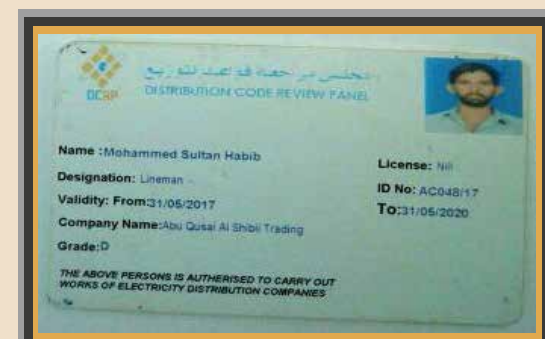 مجلس مراجعة قواعد التوزيع
DCRP
DISTRIBUTION CODE REVIEW PANEL
Name :Mohammed Sultan Habib
License: Nill
Designation: Lineman
ID No: AC048/17
Validity: From:31/05/2017
To:31/05/2020
Company Name:Abu Qusai Al Shibli Trading
Grade:D
THE ABOVE PERSONS IS AUTHERISED TO CARRY OUT
WORKS OF ELECTRICITY DISTRIBUTION COMPANIES